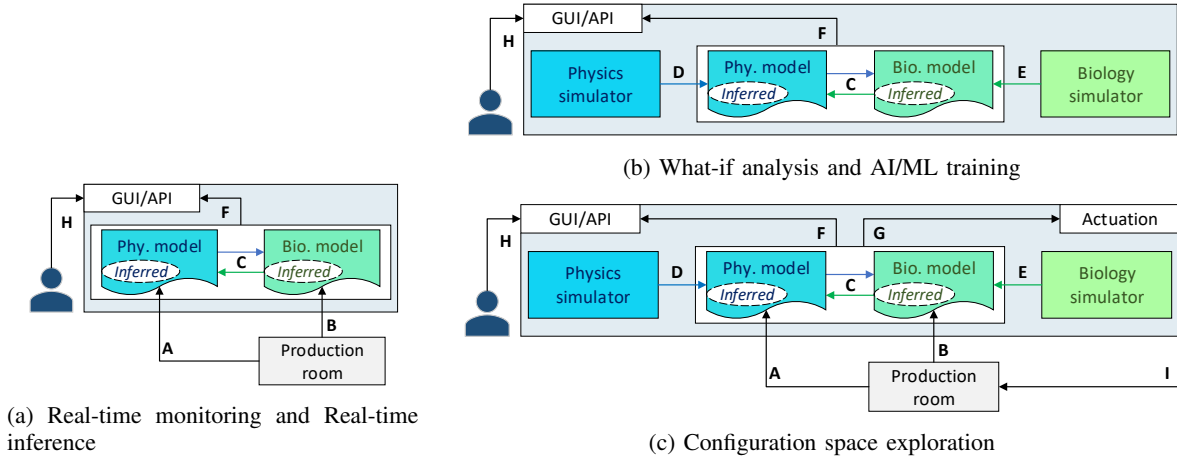 GUI/API
H
F
Phy. model
Bio. model
C
Inferred
Inferred
A
B
Production
room
(a) Real-time monitoring and Real-time
inference
GUI/API
H
F
Physics
simulator
D
Phy. model
Bio. model
C
Inferred
Inferred
E
Biology
simulator
(b) What-if analysis and AI/ML training
GUI/API
Actuation
H
F
G
Physics
simulator
D
Phy. model
Bio. model
C
Inferred
Inferred
E
Biology
simulator
A
B
I
Production
room
(c) Configuration space exploration